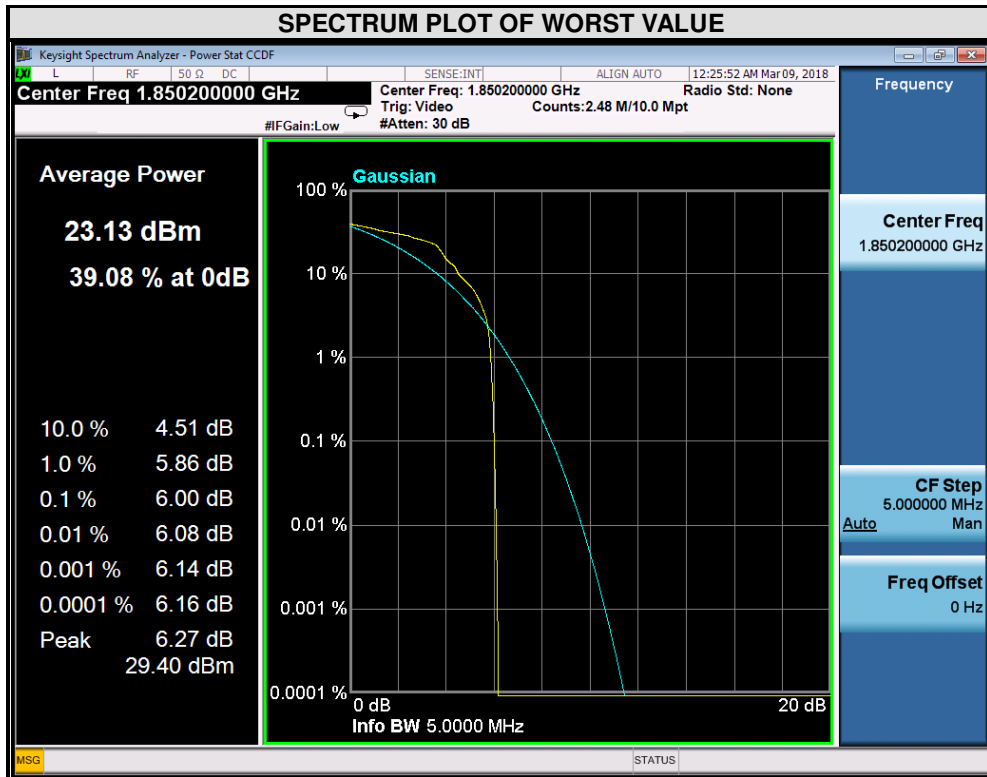 SPECTRUM PLOT OF WORST VALUE
Keysight Spectrum Analyzer - Power Stat CCDF
LXI L RF 50 Ω DC SENSE:INT ALIGN AUTO 12:25:52 AM Mar 09, 2018
Center Freq 1.850200000 GHz
Center Freq: 1.850200000 GHz Radio Std: None
Trig: Video Counts:2.48 M/10.0 Mpt
#IFGain:Low #Atten: 30 dB
Frequency
Average Power
23.13 dBm
39.08 % at 0dB
10.0 % 4.51 dB
1.0 % 5.86 dB
0.1 % 6.00 dB
0.01 % 6.08 dB
0.001 % 6.14 dB
0.0001 % 6.16 dB
Peak 6.27 dB
29.40 dBm
Gaussian
100 %
10 %
1 %
0.1 %
0.01 %
0.001 %
0.0001 %
0 dB 20 dB
Info BW 5.0000 MHz
Center Freq
1.850200000 GHz
CF Step
5.000000 MHz
Auto Man
Freq Offset
0 Hz
MSG STATUS